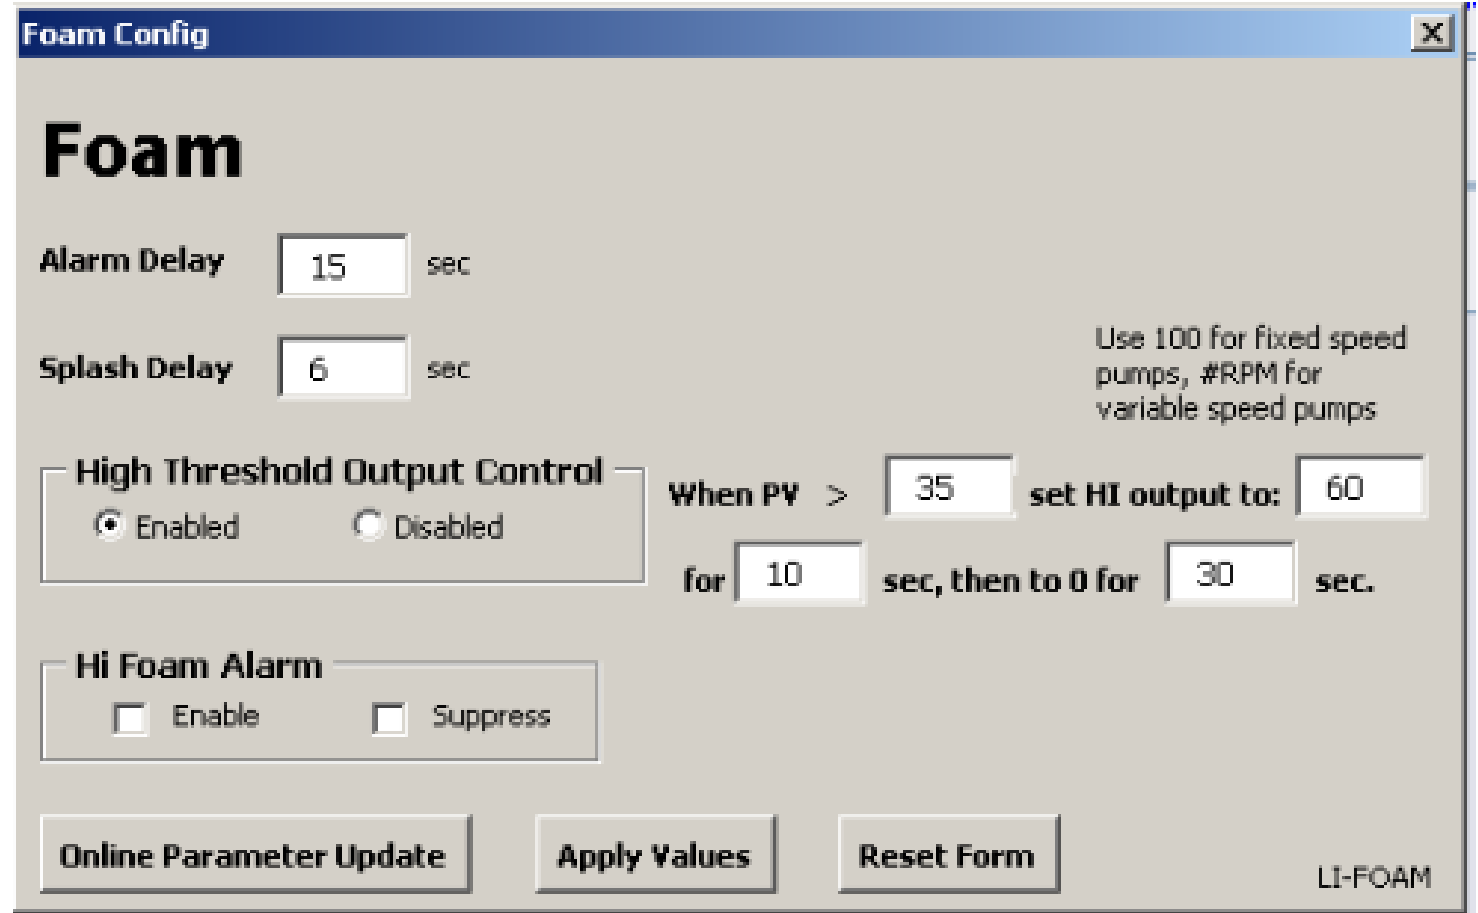 Foam Config
Foam
Alarm Delay 15 sec
Splash Delay 6 sec
Use 100 for fixed speed
pumps, #RPM for
variable speed pumps
High Threshold Output Control
Enabled Disabled
When PV > 35 set HI output to: 60
for 10 sec, then to 0 for 30 sec.
Hi Foam Alarm
Enable Suppress
Online Parameter Update Apply Values Reset Form
LI-FOAM